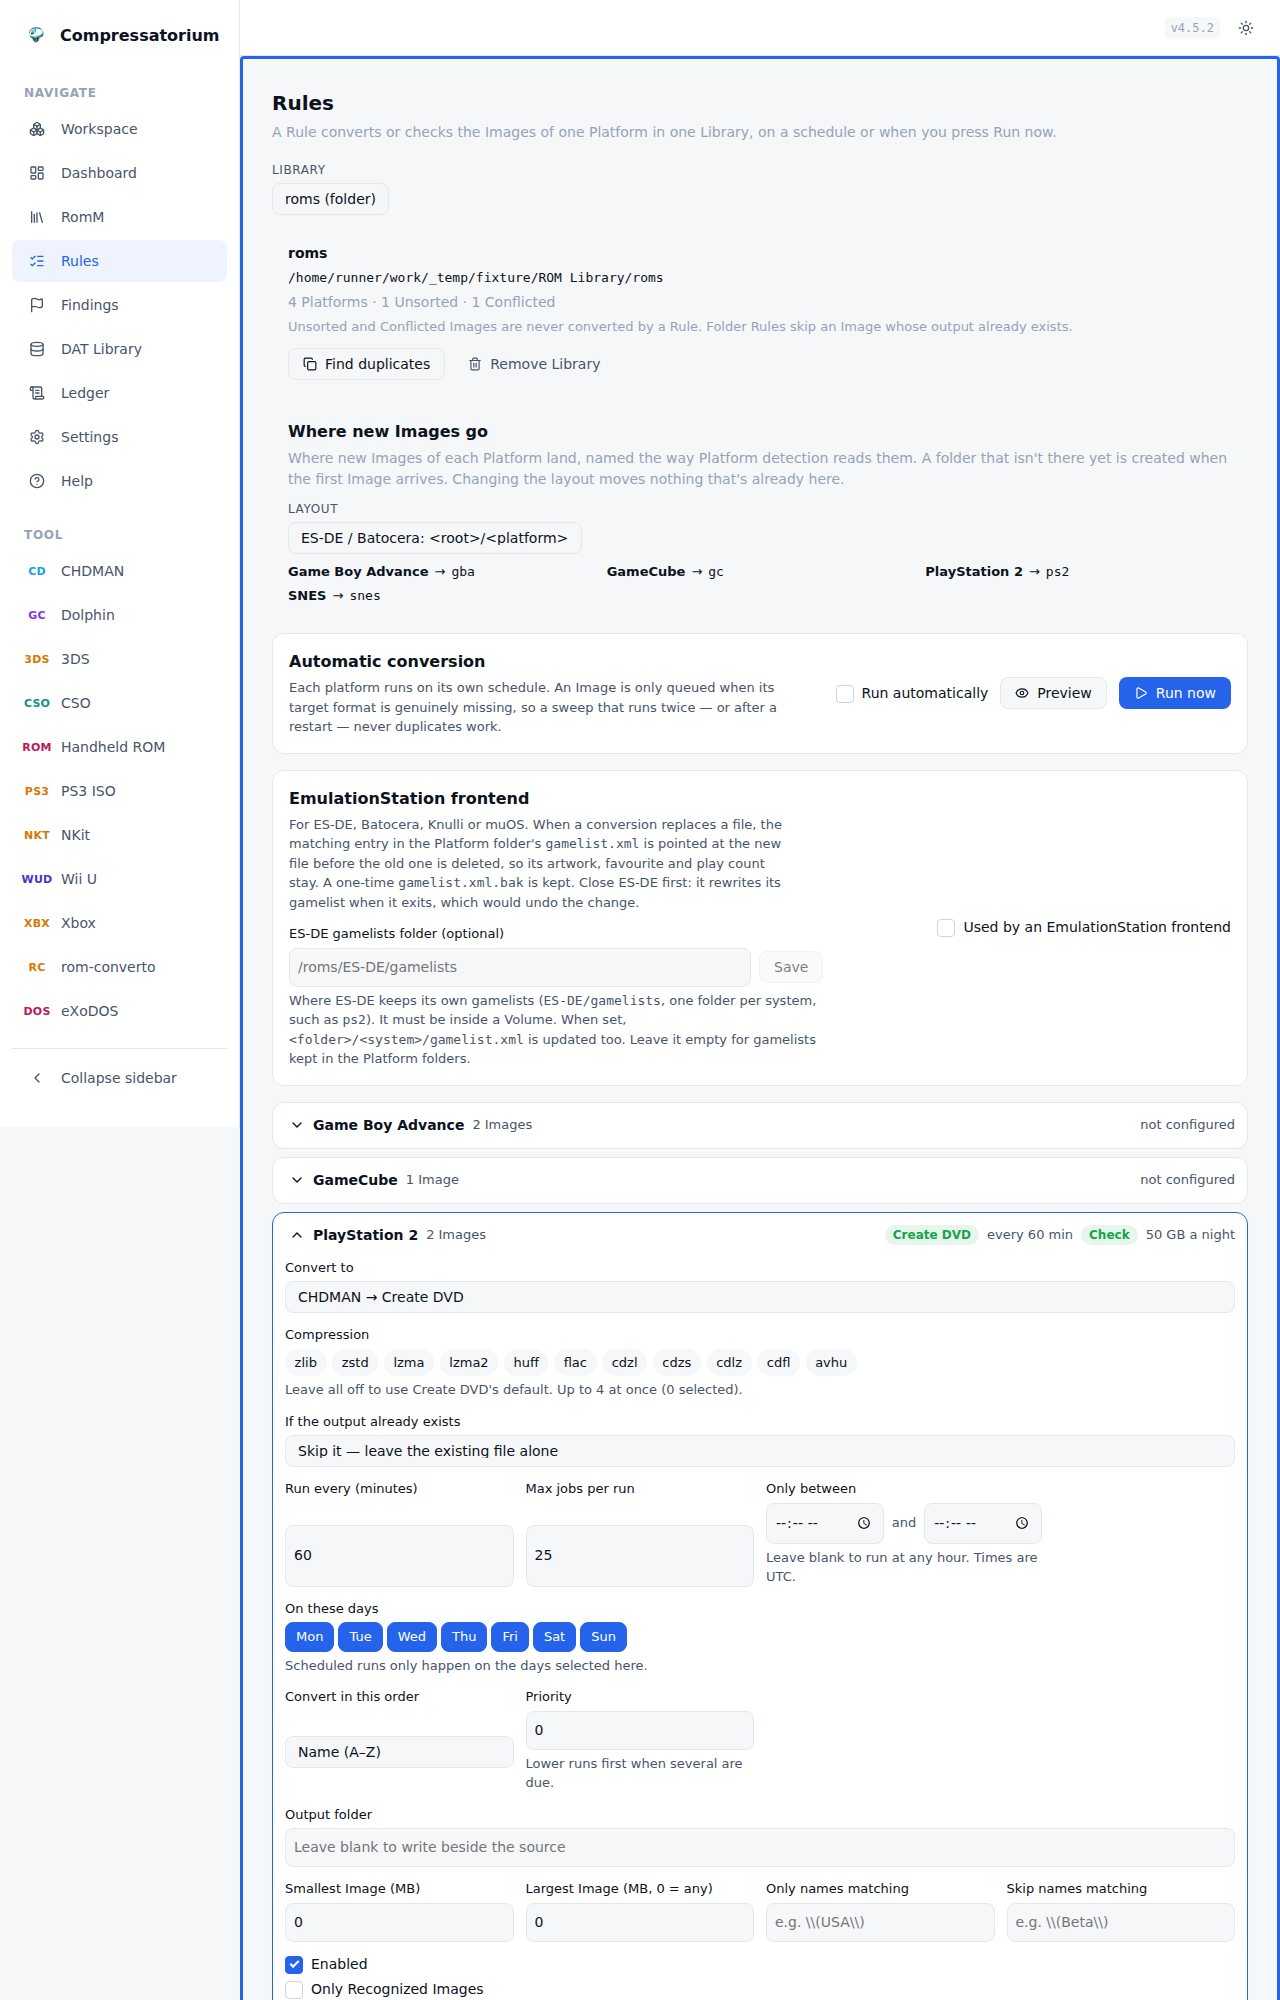 Compressatorium
v4.5.2
NAVIGATE
Workspace
Dashboard
RomM
Rules
Findings
DAT Library
Ledger
Settings
Help
TOOL
CD CHDMAN
GC Dolphin
3DS 3DS
CSO CSO
ROM Handheld ROM
PS3 PS3 ISO
NKT NKit
WUD Wii U
XBX Xbox
RC rom-converto
DOS eXoDOS
Collapse sidebar
Rules
A Rule converts or checks the Images of one Platform in one Library, on a schedule or when you press Run now.
LIBRARY
roms (folder)
roms
/home/runner/work/_temp/fixture/ROM Library/roms
4 Platforms · 1 Unsorted · 1 Conflicted
Unsorted and Conflicted Images are never converted by a Rule. Folder Rules skip an Image whose output already exists.
Find duplicates Remove Library
Where new Images go
Where new Images of each Platform land, named the way Platform detection reads them. A folder that isn't there yet is created when
the first Image arrives. Changing the layout moves nothing that's already here.
LAYOUT
ES-DE / Batocera: <root>/<platform>
Game Boy Advance → gba GameCube → gc PlayStation 2 → ps2
SNES → snes
Automatic conversion
Each platform runs on its own schedule. An Image is only queued when its
target format is genuinely missing, so a sweep that runs twice — or after a
restart — never duplicates work.
Run automatically Preview Run now
EmulationStation frontend
For ES-DE, Batocera, Knulli or muOS. When a conversion replaces a file, the
matching entry in the Platform folder's gamelist.xml is pointed at the new
file before the old one is deleted, so its artwork, favourite and play count
stay. A one-time gamelist.xml.bak is kept. Close ES-DE first: it rewrites its
gamelist when it exits, which would undo the change.
ES-DE gamelists folder (optional)
/roms/ES-DE/gamelists Save
Where ES-DE keeps its own gamelists (ES-DE/gamelists, one folder per system,
such as ps2). It must be inside a Volume. When set,
<folder>/<system>/gamelist.xml is updated too. Leave it empty for gamelists
kept in the Platform folders.
Used by an EmulationStation frontend
Game Boy Advance 2 Images not configured
GameCube 1 Image not configured
PlayStation 2 2 Images Create DVD every 60 min Check 50 GB a night
Convert to
CHDMAN → Create DVD
Compression
zlib zstd lzma lzma2 huff flac cdzl cdzs cdlz cdfl avhu
Leave all off to use Create DVD's default. Up to 4 at once (0 selected).
If the output already exists
Skip it — leave the existing file alone
Run every (minutes) Max jobs per run Only between
60 25 --:-- -- and --:-- --
Leave blank to run at any hour. Times are
UTC.
On these days
Mon Tue Wed Thu Fri Sat Sun
Scheduled runs only happen on the days selected here.
Convert in this order Priority
Name (A–Z) 0
Lower runs first when several are
due.
Output folder
Leave blank to write beside the source
Smallest Image (MB) Largest Image (MB, 0 = any) Only names matching Skip names matching
0 0 e.g. \\(USA\\) e.g. \\(Beta\\)
Enabled
Only Recognized Images